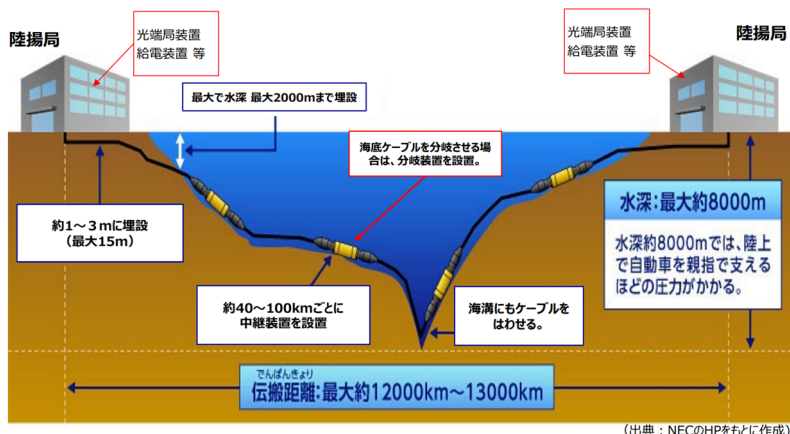 陸揚局
光端局装置
給電装置 等
光端局装置
給電装置 等
陸揚局
最大で水深 最大2000mまで埋設
海底ケーブルを分岐させる場
合は、分岐装置を設置。
約1~3mに埋設
(最大15m)
水深:最大約8000m
水深約8000mでは、陸上
で自動車を親指で支える
ほどの圧力がかかる。
約40~100kmごとに
中継装置を設置
海溝にもケーブルを
はわせる。
でんぱんきょり
伝搬距離:最大約12000km~13000km
(出典:NECのHPをもとに作成)